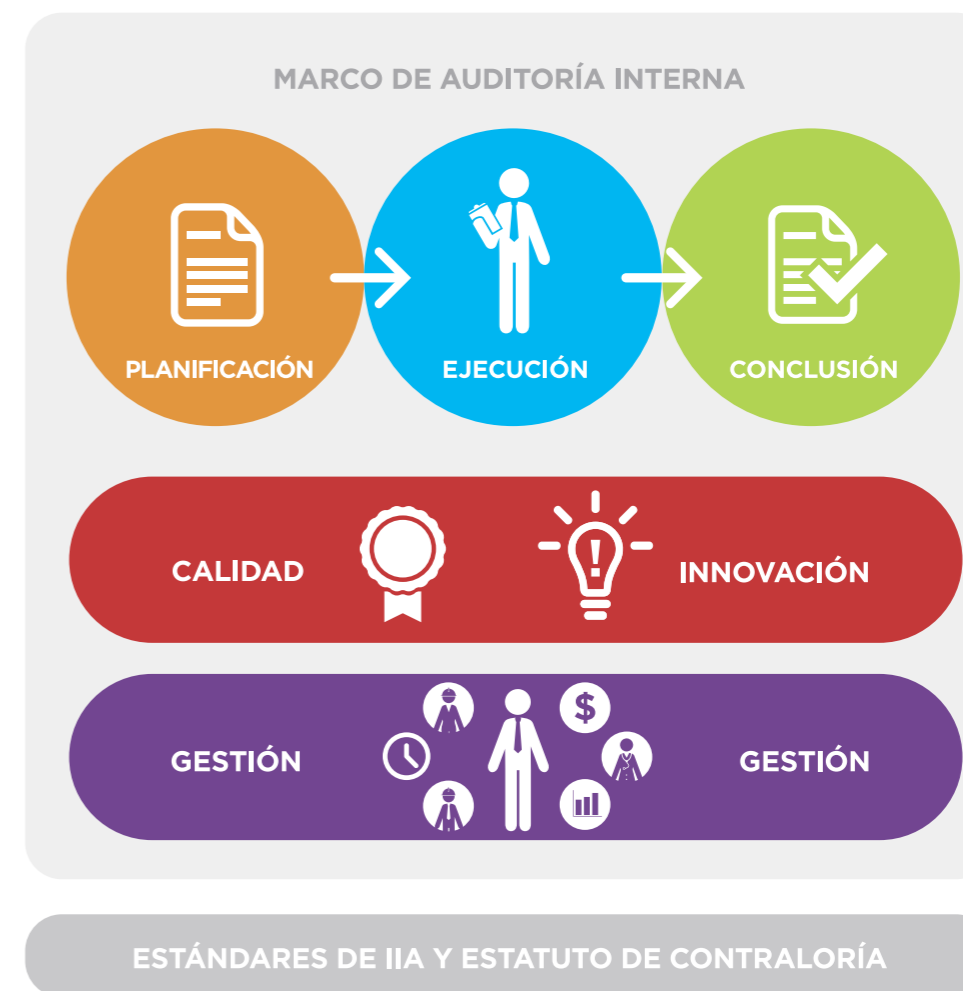 MARCO DE AUDITORÍA INTERNA
PLANIFICACIÓN
EJECUCIÓN
CONCLUSIÓN
CALIDAD
!
INNOVACIÓN
GESTIÓN
$
GESTIÓN
ESTÁNDARES DE IIA Y ESTATUTO DE CONTRALORÍA